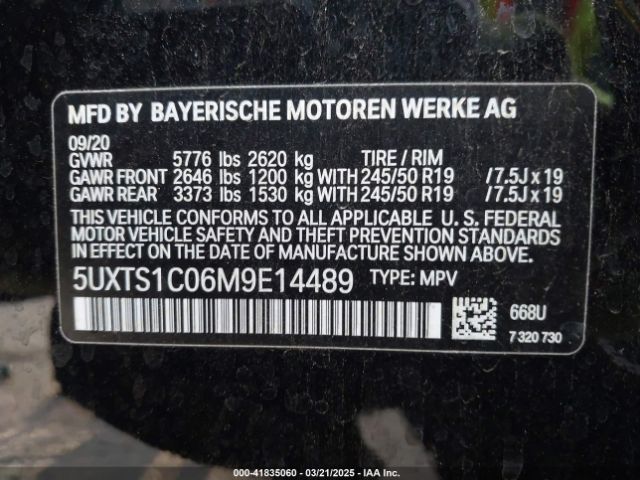 MFD BY BAYERISCHE MOTOREN WERKE AG
09/20
GVWR 5776 lbs 2620 kg TIRE / RIM
GAWR FRONT 2646 lbs 1200 kg WITH 245/50 R19 /7.5J x 19
GAWR REAR 3373 lbs 1530 kg WITH 245/50 R19 /7.5J x 19
THIS VEHICLE CONFORMS TO ALL APPLICABLE U. S. FEDERAL
MOTOR VEHICLE SAFETY AND THEFT PREVENTION STANDARDS
IN EFFECT ON THE DATE OF MANUFACTURE SHOWN ABOVE.
5UXTS1C06M9E14489 TYPE: MPV
668U
7 320 730
000-41835060 - 03/21/2025 - IAA Inc.